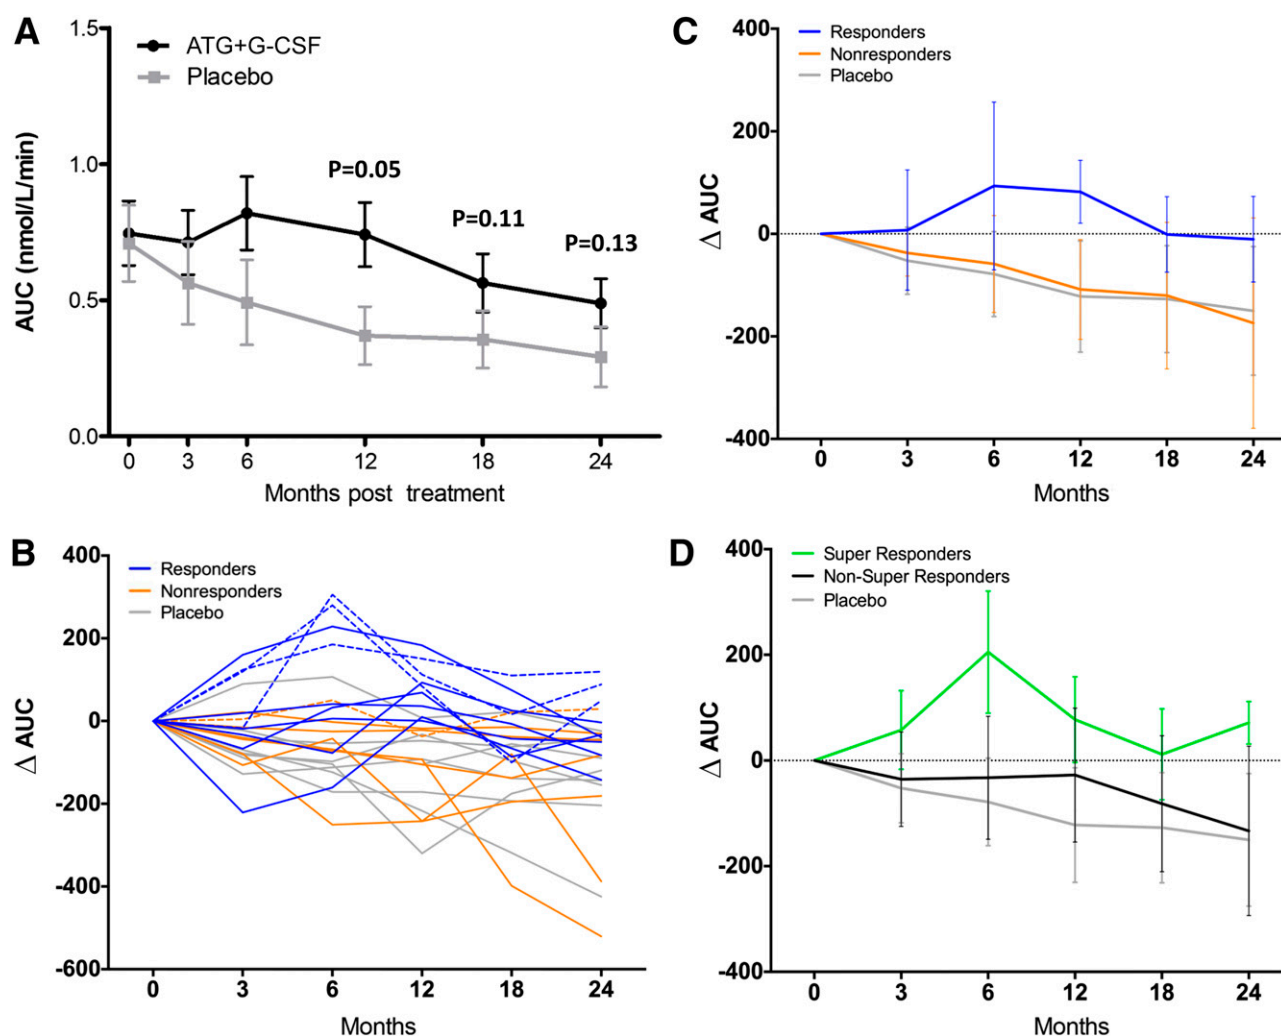 A
AUC (nmol/L/min)
1.5
1.0
0.5
0.0
ATG+G-CSF
Placebo
P=0.05
P=0.11
P=0.13
0 3 6 12 18 24
Months post treatment
C
Δ AUC
400
200
0
-200
-400
Responders
Nonresponders
Placebo
0 3 6 12 18 24
Months
B
Δ AUC
400
200
0
-200
-400
-600
Responders
Nonresponders
Placebo
0 3 6 12 18 24
Months
D
Δ AUC
400
200
0
-200
-400
Super Responders
Non-Super Responders
Placebo
0 3 6 12 18 24
Months